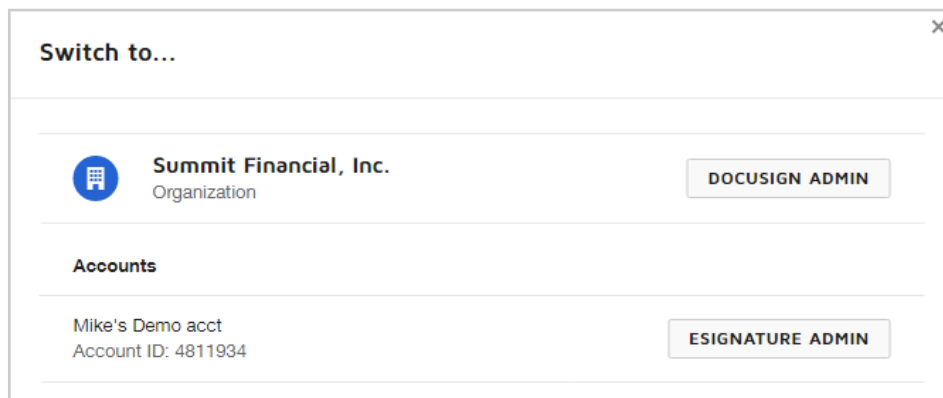 Switch to...
Summit Financial, Inc.
Organization
DOCUSIGN ADMIN
Accounts
Mike's Demo acct
Account ID: 4811934
ESIGNATURE ADMIN